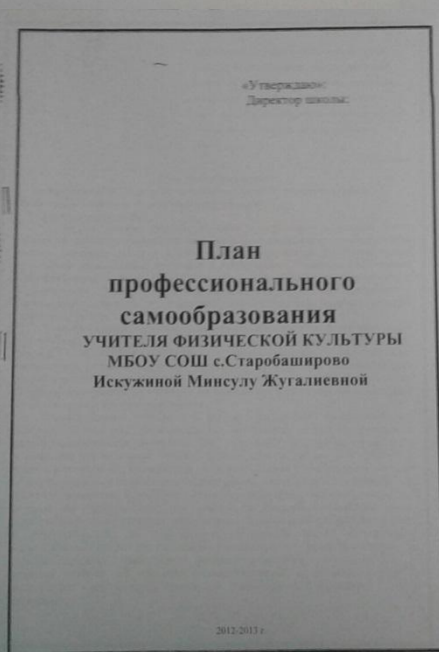 «Утверждаю»:
Директор школы:
План
профессионального
самообразования
УЧИТЕЛЯ ФИЗИЧЕСКОЙ КУЛЬТУРЫ
МБОУ СОШ с.Старобаширово
Искужиной Минсулу Жугалиевной
2012-2013 г